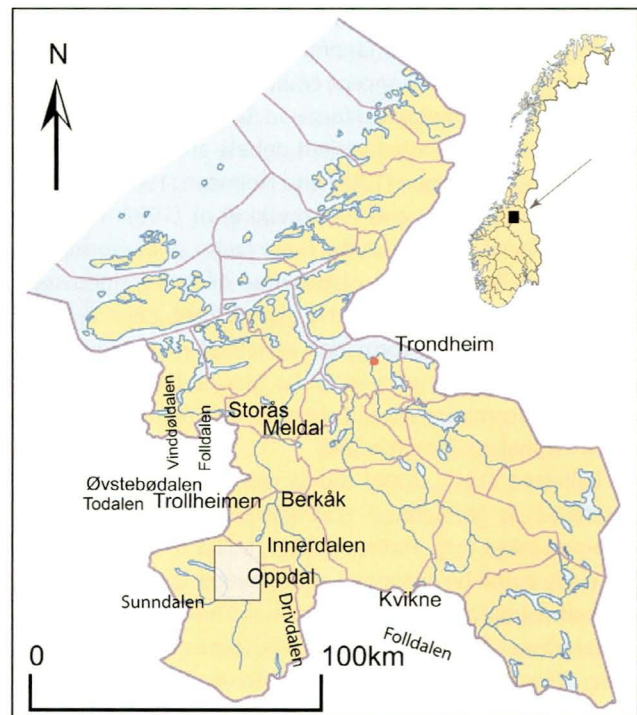 N
Trondheim
Vinddøldalen
Folldalen
Storås
Meldal
Øvstebødalen
Todalen
Trollheimen
Berkåk
Innerdalen
Oppdal
Sunndalen
Drivdalen
Kvikne
Folldalen
0
100km